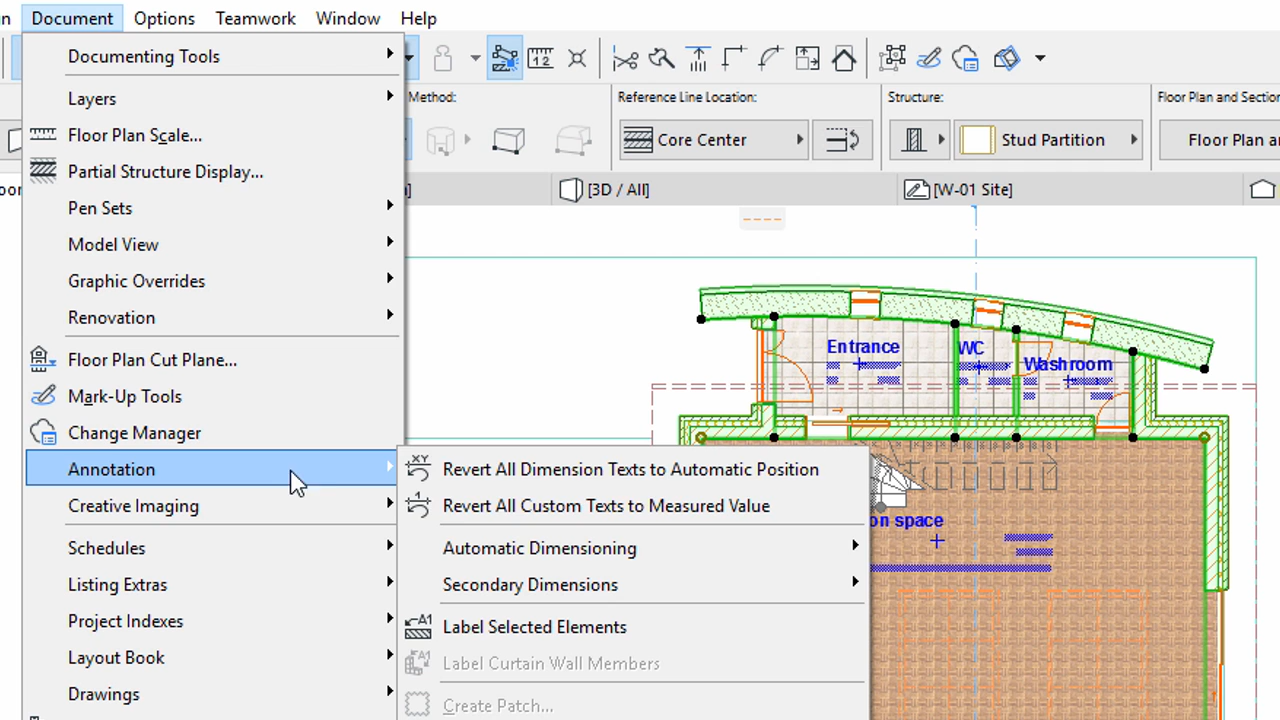 n Document Options Teamwork Window Help
Documenting Tools
Layers
Floor Plan Scale...
Partial Structure Display...
Pen Sets
Model View
Graphic Overrides
Renovation
Floor Plan Cut Plane...
Mark-Up Tools
Change Manager
Annotation
Creative Imaging
Schedules
Listing Extras
Project Indexes
Layout Book
Drawings
Revert All Dimension Texts to Automatic Position
Revert All Custom Texts to Measured Value
Automatic Dimensioning
Secondary Dimensions
Label Selected Elements
Label Curtain Wall Members
Create Patch...
Method:
Reference Line Location:
Structure:
Floor Plan and Section
Core Center
Stud Partition
Floor Plan an
oor
]
[3D / All]
[W-01 Site]
Entrance
WC
Washroom
on space